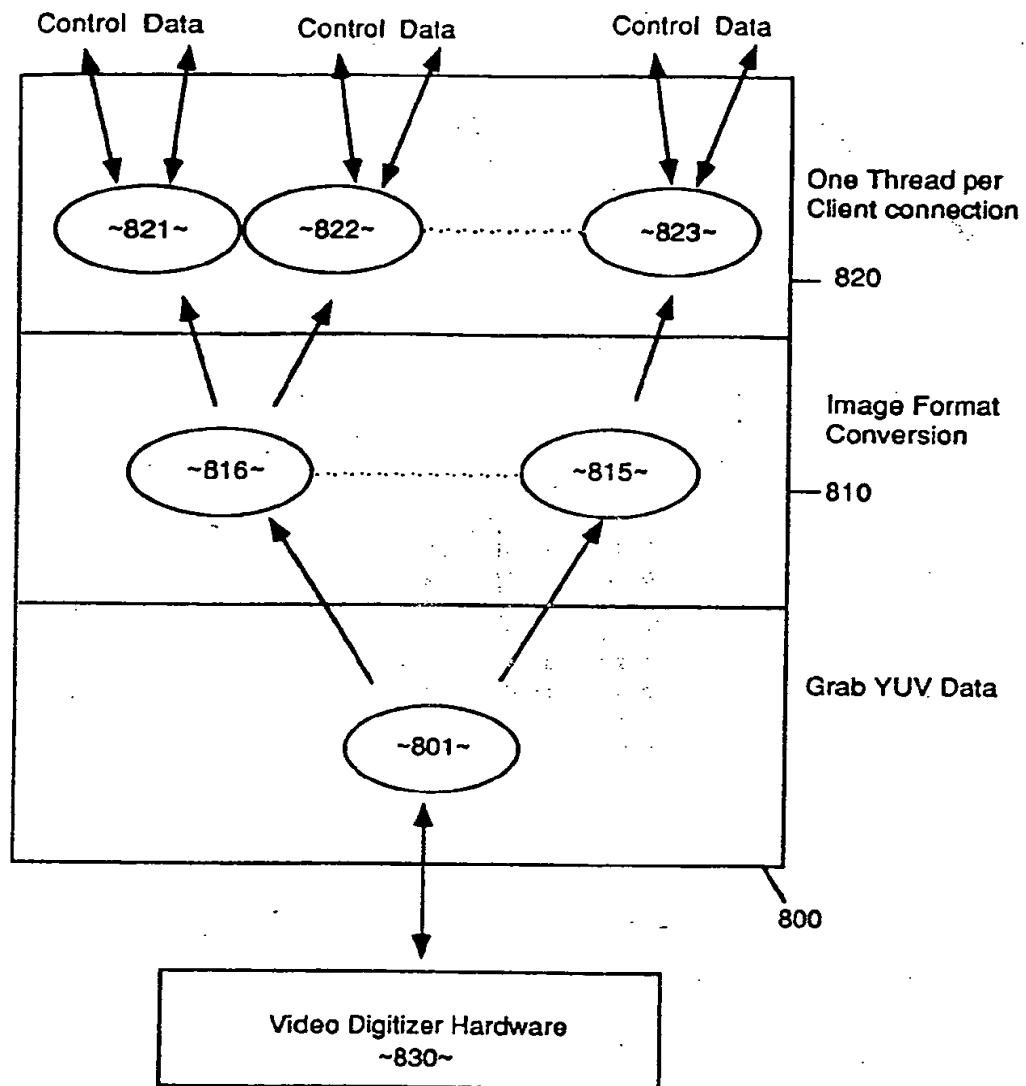 Control Data
Control Data
Control Data
One Thread per
Client connection
~821~
~822~
~823~
820
Image Format
Conversion
~816~
~815~
810
Grab YUV Data
~801~
800
Video Digitizer Hardware
~830~